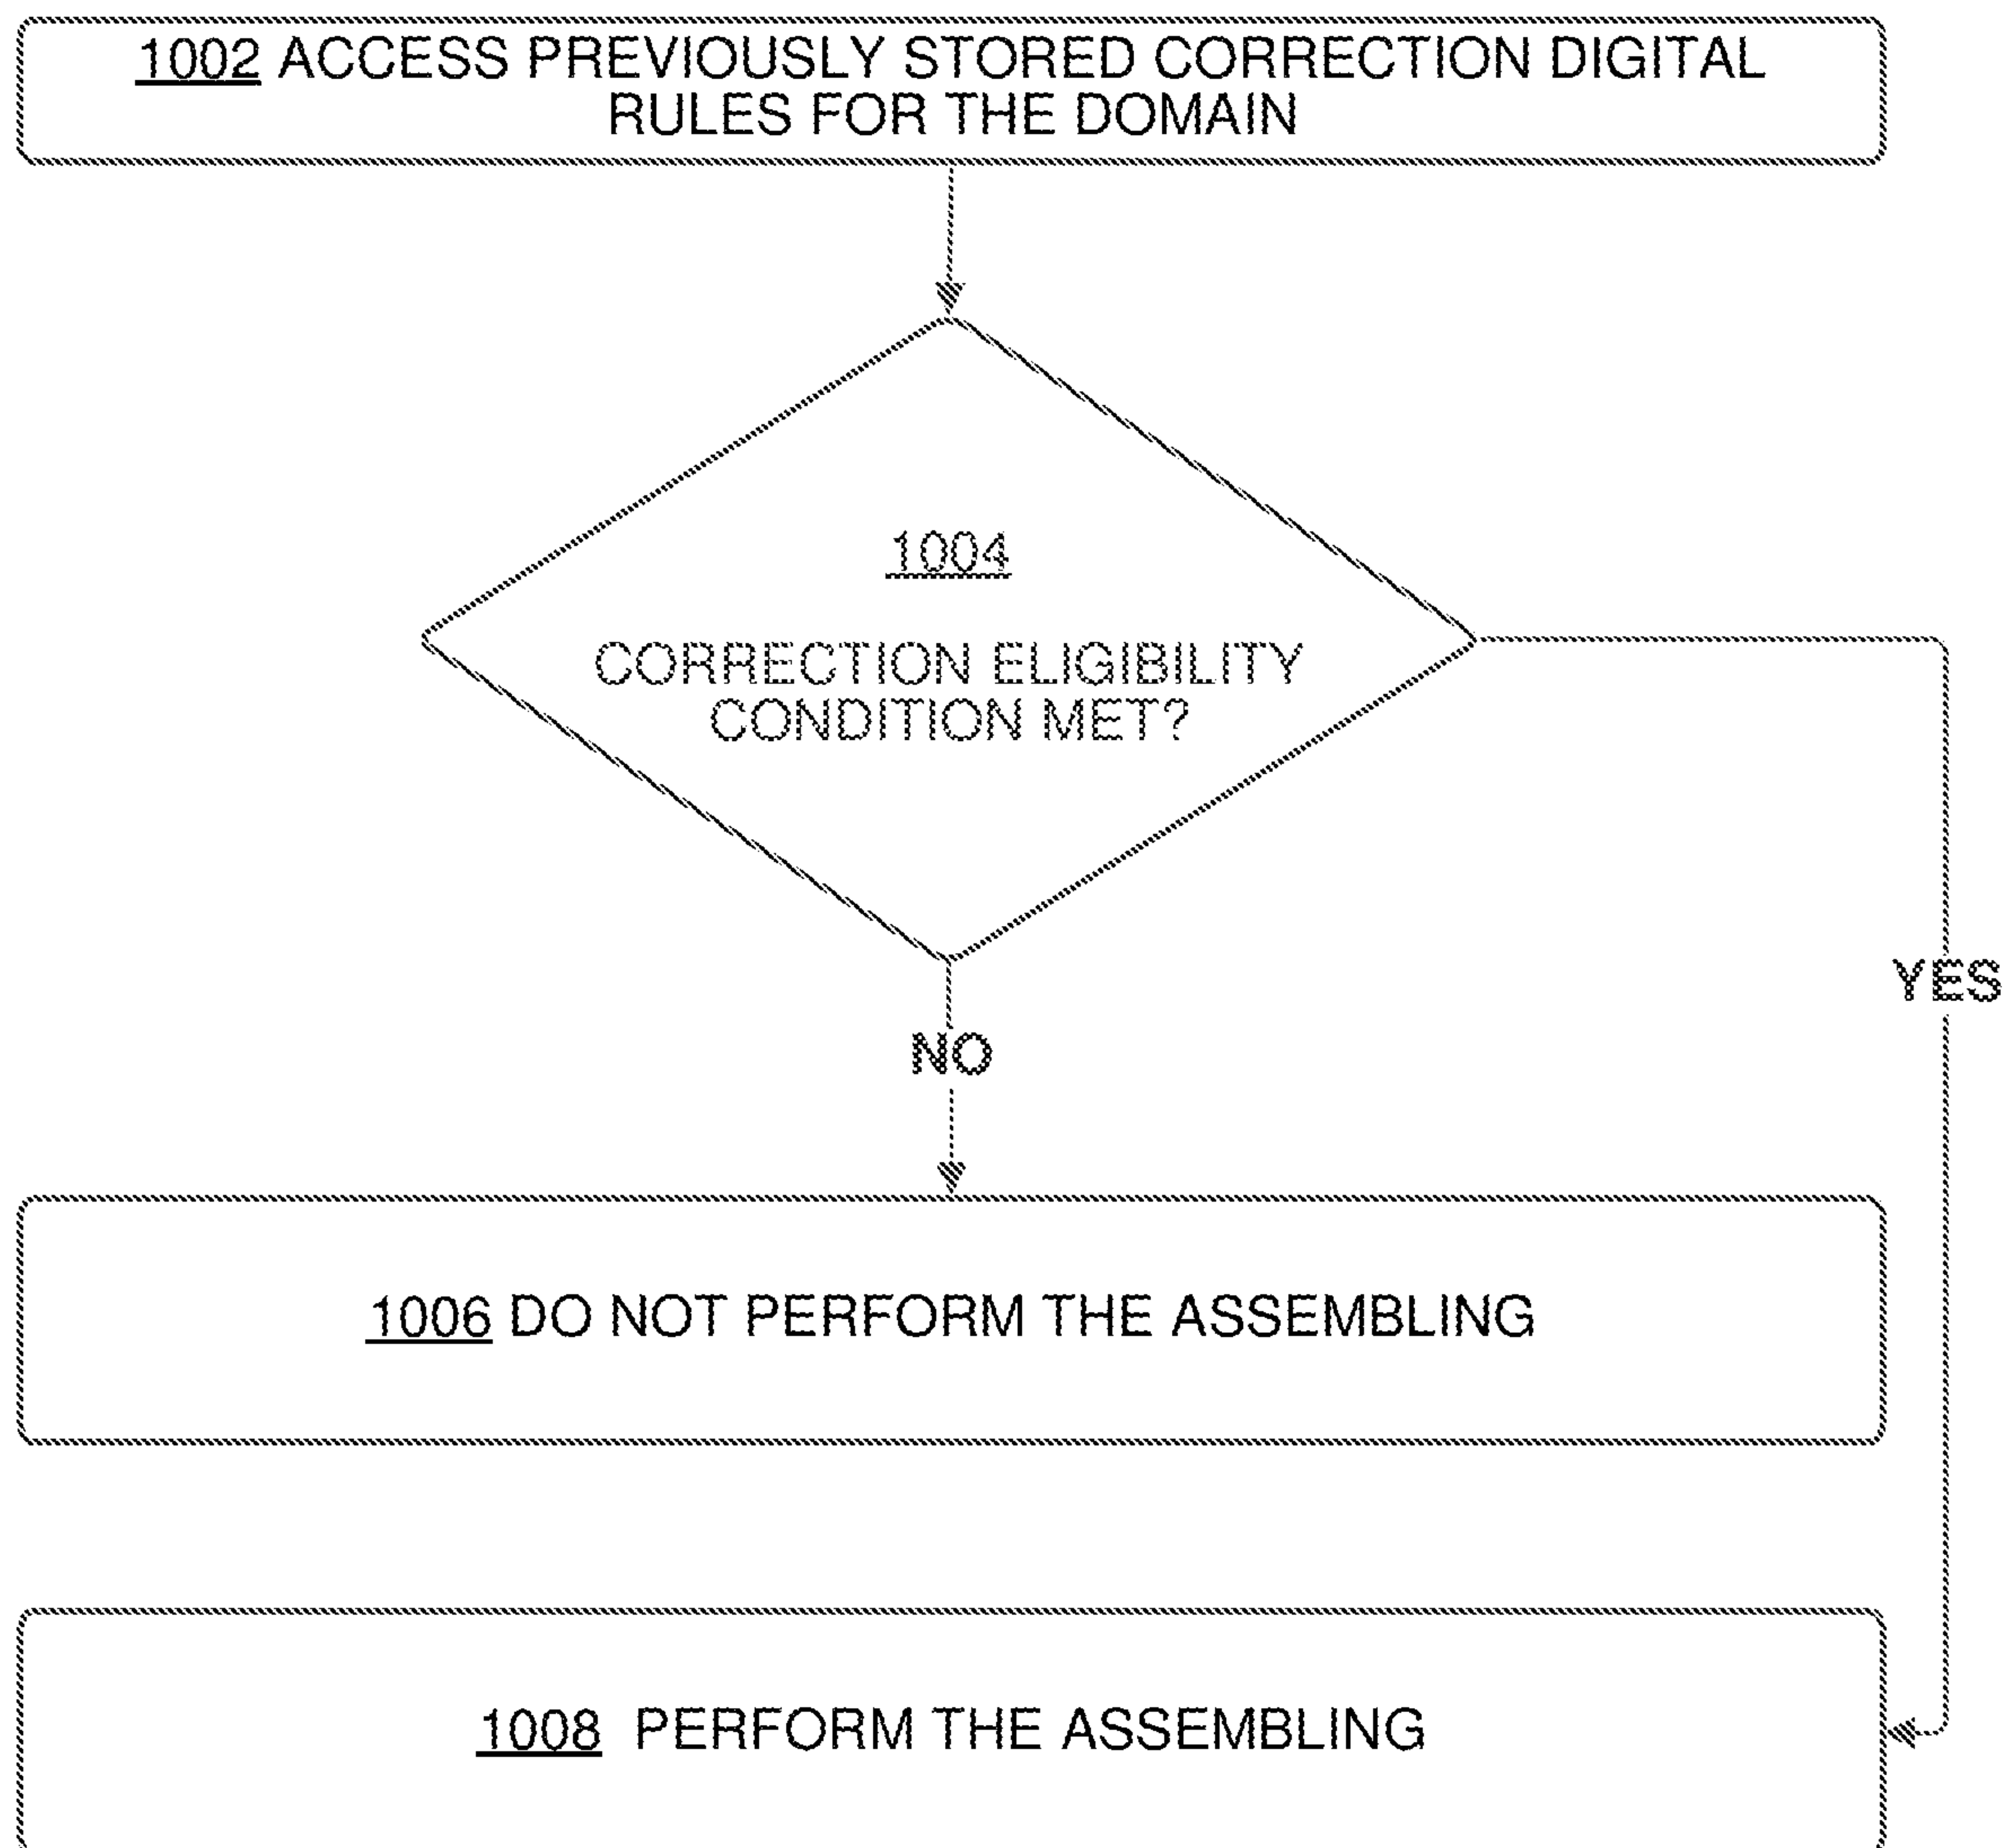 1002 ACCESS PREVIOUSLY STORED CORRECTION DIGITAL
RULES FOR THE DOMAIN
1004
CORRECTION ELIGIBILITY
CONDITION MET?
YES
NO
1006 DO NOT PERFORM THE ASSEMBLING
1008 PERFORM THE ASSEMBLING